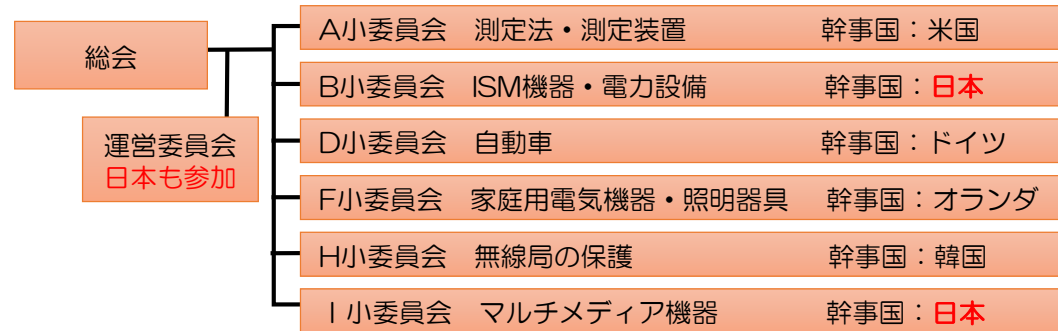 総会
運営委員会
日本も参加
A小委員会 測定法・測定装置 幹事国：米国
B小委員会 ISM機器・電力設備 幹事国：日本
D小委員会 自動車 幹事国：ドイツ
F小委員会 家庭用電気機器・照明器具 幹事国：オランダ
H小委員会 無線局の保護 幹事国：韓国
I小委員会 マルチメディア機器 幹事国：日本